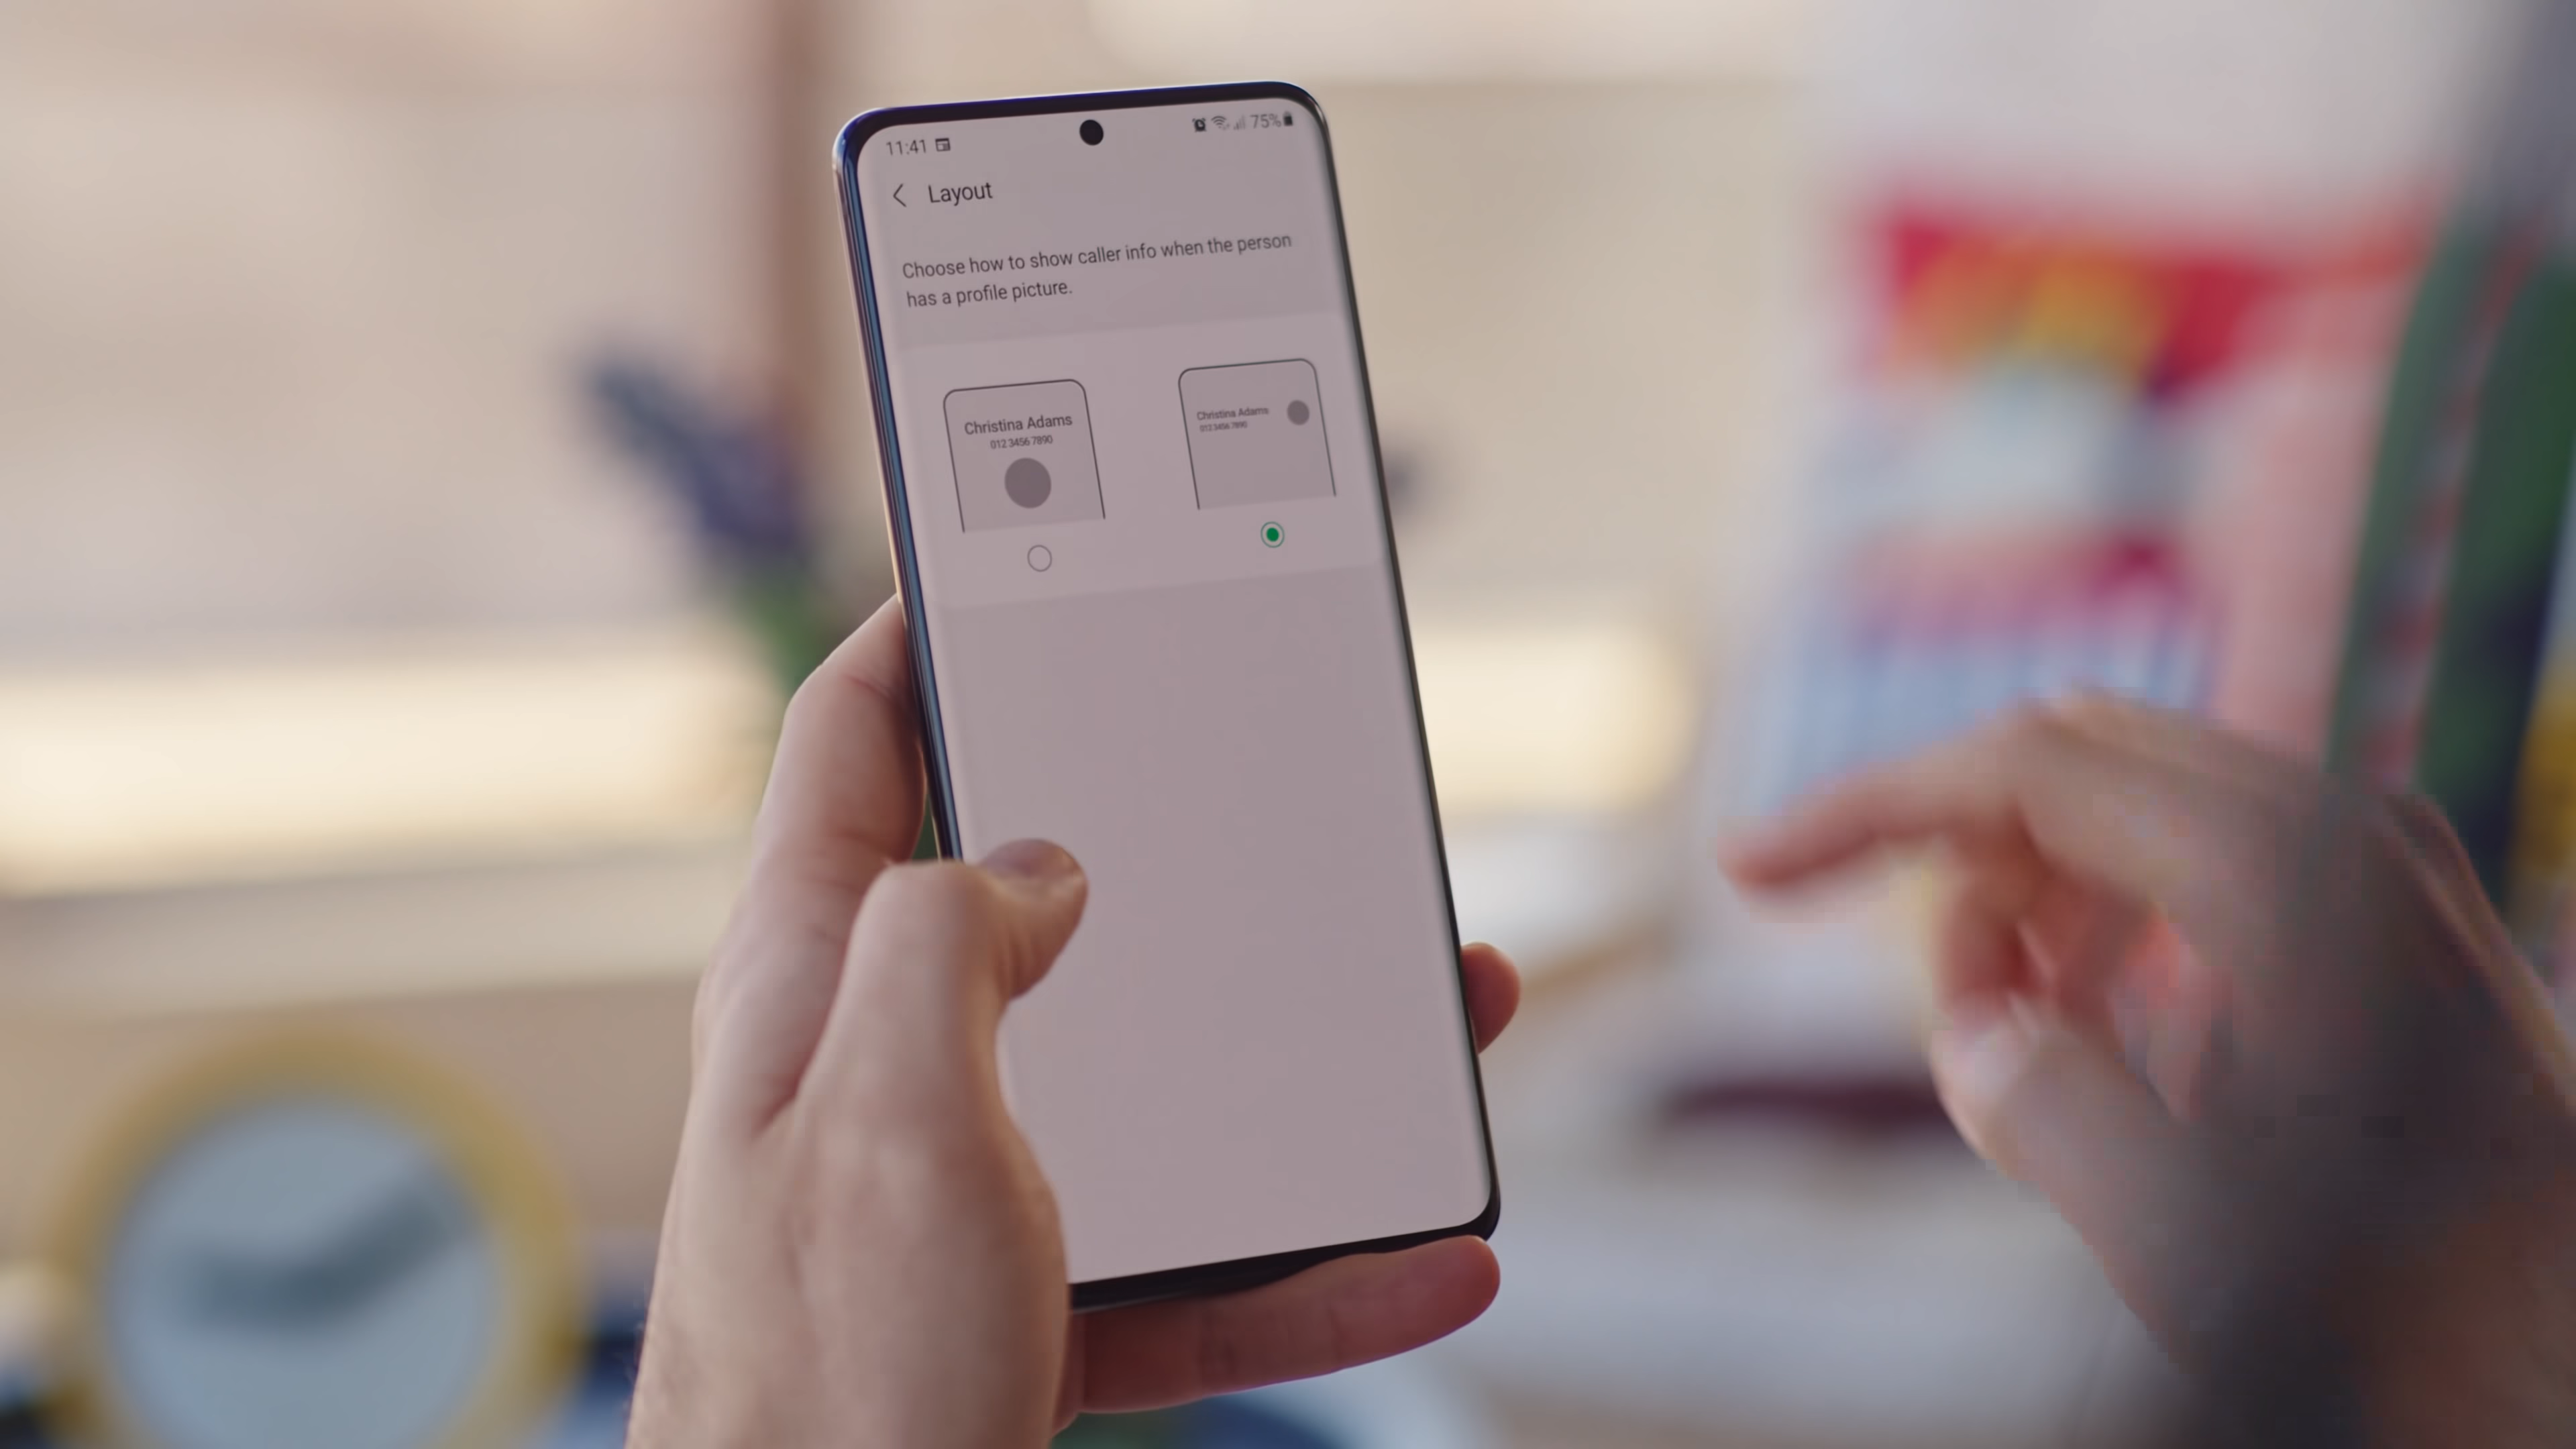 11:41
75%
Layout
Choose how to show caller info when the person
has a profile picture.
Christina Adams
012 3456 7890
Christina Adams
012 3456 7890